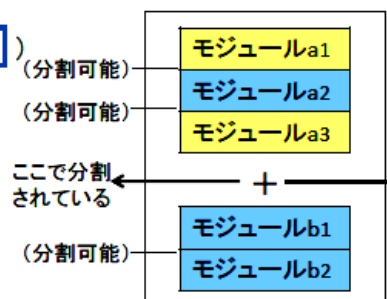 ）
モジュールa1
（分割可能）
モジュールa2
（分割可能）
モジュールa3
ここで分割
されている
＋
モジュールb1
（分割可能）
モジュールb2